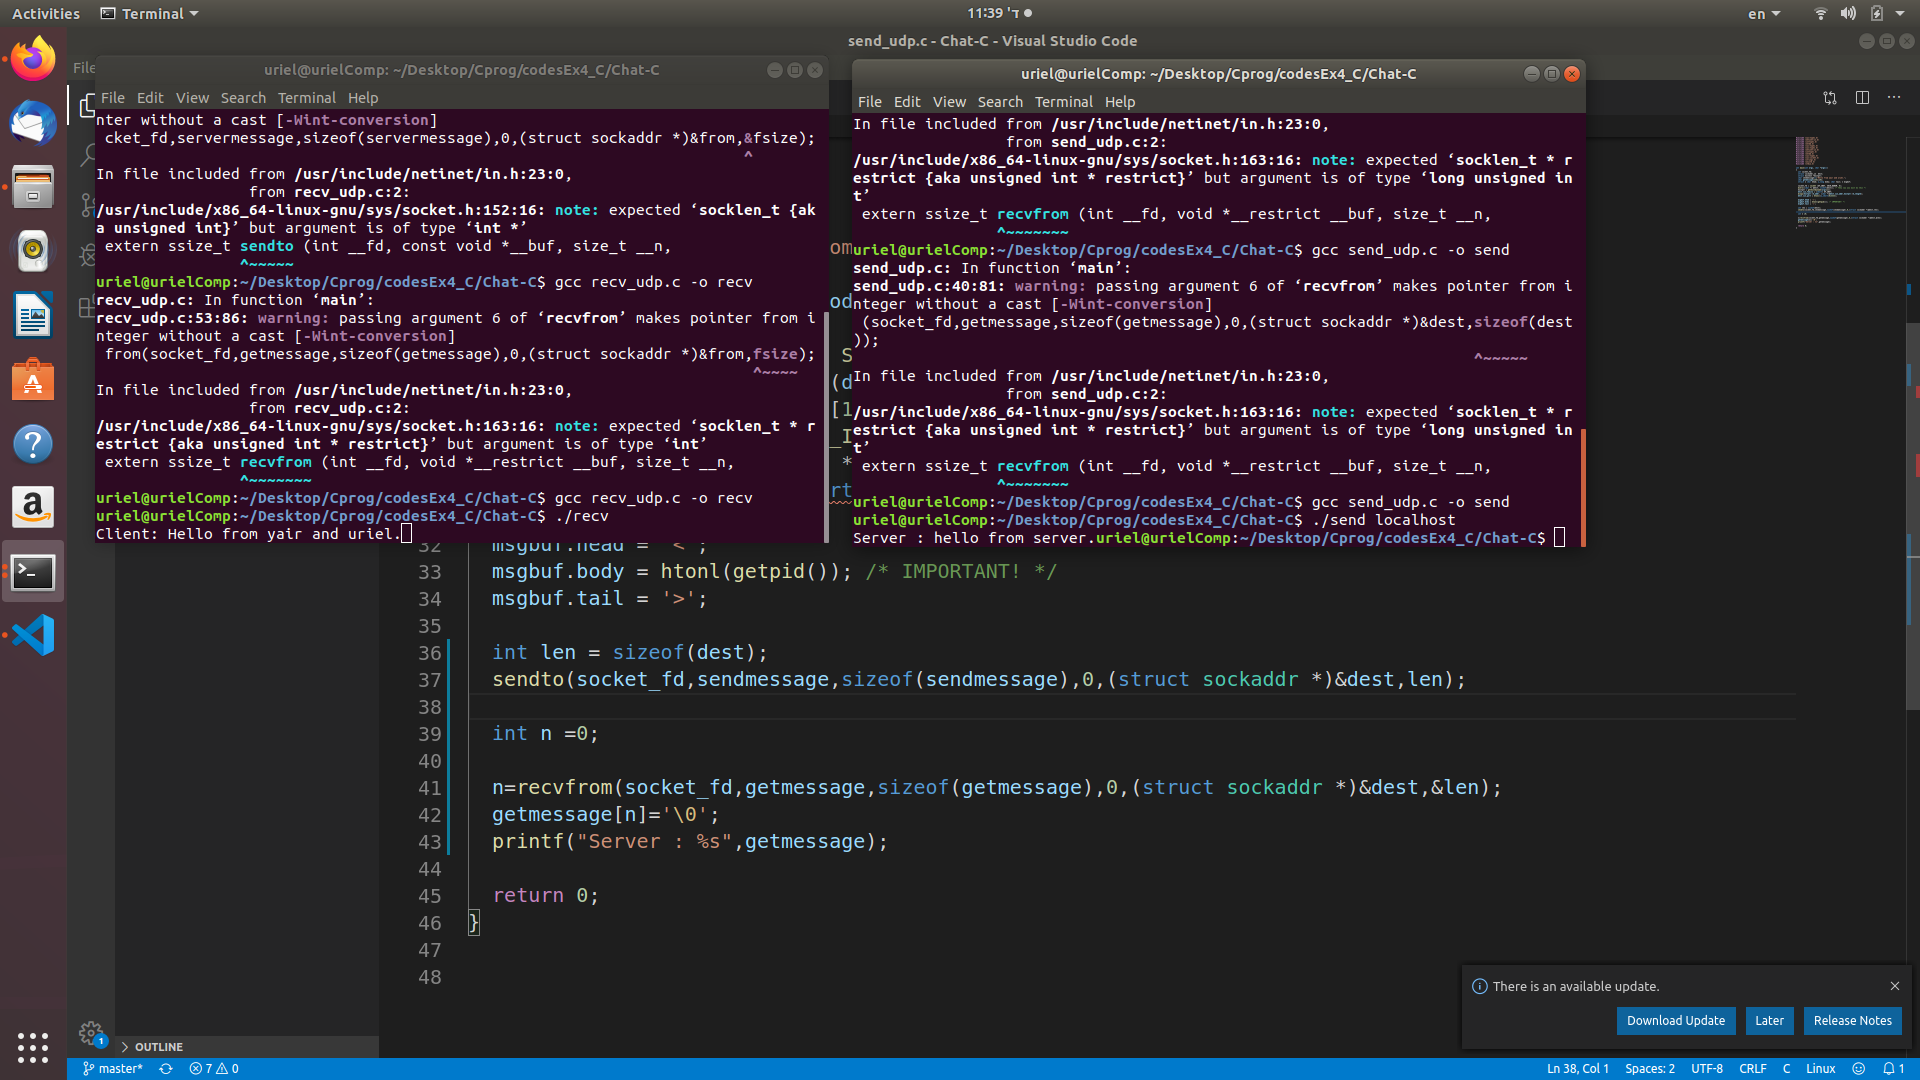 Activities
Terminal
11:39 ד'
en
send_udp.c - Chat-C - Visual Studio Code
File
uriel@urielComp: ~/Desktop/Cprog/codesEx4_C/Chat-C
File Edit View Search Terminal Help
nter without a cast [-Wint-conversion]
cket_fd,servermessage,sizeof(servermessage),0,(struct sockaddr *)&from,&fsize);
^
In file included from /usr/include/netinet/in.h:23:0,
from recv_udp.c:2:
/usr/include/x86_64-linux-gnu/sys/socket.h:152:16: note: expected ‘socklen_t {ak
a unsigned int}’ but argument is of type ‘int *’
extern ssize_t sendto (int __fd, const void *__buf, size_t __n,
^~~~~~
uriel@urielComp:~/Desktop/Cprog/codesEx4_C/Chat-C$ gcc recv_udp.c -o recv
recv_udp.c: In function ‘main’:
recv_udp.c:53:86: warning: passing argument 6 of ‘recvfrom’ makes pointer from i
nteger without a cast [-Wint-conversion]
from(socket_fd,getmessage,sizeof(getmessage),0,(struct sockaddr *)&from,fsize);
^~~~~
In file included from /usr/include/netinet/in.h:23:0,
from recv_udp.c:2:
/usr/include/x86_64-linux-gnu/sys/socket.h:163:16: note: expected ‘socklen_t * r
estrict {aka unsigned int * restrict}’ but argument is of type ‘int’
extern ssize_t recvfrom (int __fd, void *__restrict __buf, size_t __n,
^~~~~~~~
uriel@urielComp:~/Desktop/Cprog/codesEx4_C/Chat-C$ gcc recv_udp.c -o recv
uriel@urielComp:~/Desktop/Cprog/codesEx4_C/Chat-C$ ./recv
Client: Hello from yair and uriel.
uriel@urielComp: ~/Desktop/Cprog/codesEx4_C/Chat-C
File Edit View Search Terminal Help
In file included from /usr/include/netinet/in.h:23:0,
from send_udp.c:2:
/usr/include/x86_64-linux-gnu/sys/socket.h:163:16: note: expected ‘socklen_t * r
estrict {aka unsigned int * restrict}’ but argument is of type ‘long unsigned in
t’
extern ssize_t recvfrom (int __fd, void *__restrict __buf, size_t __n,
^~~~~~~~
uriel@urielComp:~/Desktop/Cprog/codesEx4_C/Chat-C$ gcc send_udp.c -o send
send_udp.c: In function ‘main’:
send_udp.c:40:81: warning: passing argument 6 of ‘recvfrom’ makes pointer from i
nteger without a cast [-Wint-conversion]
(socket_fd,getmessage,sizeof(getmessage),0,(struct sockaddr *)&dest,sizeof(dest
));
^~~~~~
In file included from /usr/include/netinet/in.h:23:0,
from send_udp.c:2:
/usr/include/x86_64-linux-gnu/sys/socket.h:163:16: note: expected ‘socklen_t * r
estrict {aka unsigned int * restrict}’ but argument is of type ‘long unsigned in
t’
extern ssize_t recvfrom (int __fd, void *__restrict __buf, size_t __n,
^~~~~~~~
uriel@urielComp:~/Desktop/Cprog/codesEx4_C/Chat-C$ gcc send_udp.c -o send
uriel@urielComp:~/Desktop/Cprog/codesEx4_C/Chat-C$ ./send localhost
Server : hello from server.uriel@urielComp:~/Desktop/Cprog/codesEx4_C/Chat-C$
om
od
S
(d
[1
_I
*
rt
32 msgbuf.head = '<';
33 msgbuf.body = htonl(getpid()); /* IMPORTANT! */
34 msgbuf.tail = '>';
35
36 int len = sizeof(dest);
37 sendto(socket_fd,sendmessage,sizeof(sendmessage),0,(struct sockaddr *)&dest,len);
38
39 int n =0;
40
41 n=recvfrom(socket_fd,getmessage,sizeof(getmessage),0,(struct sockaddr *)&dest,&len);
42 getmessage[n]='\0';
43 printf("Server : %s",getmessage);
44
45 return 0;
46 }
47
48
OUTLINE
1
There is an available update.
Download Update
Later
Release Notes
master*
7
0
Ln 38, Col 1
Spaces: 2
UTF-8
CRLF
C
Linux
1